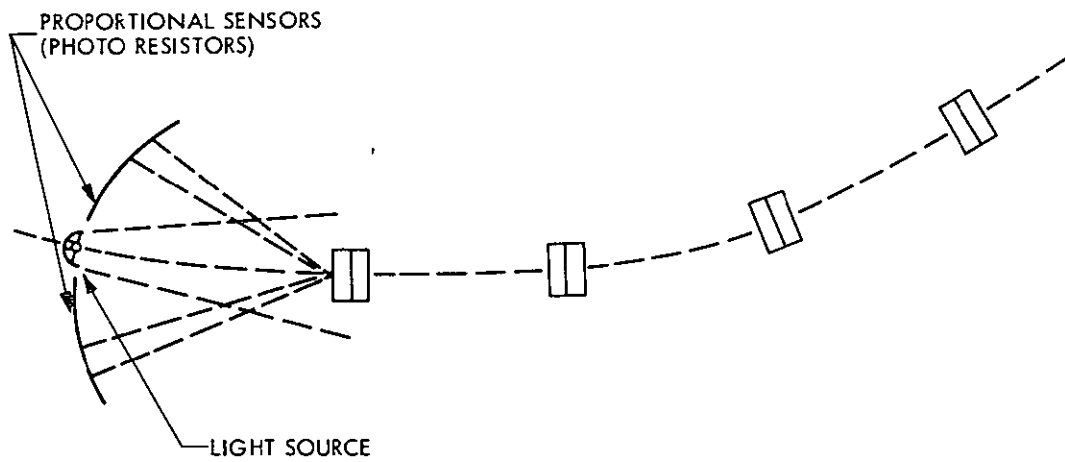 PROPORTIONAL SENSORS
(PHOTO RESISTORS)
LIGHT SOURCE